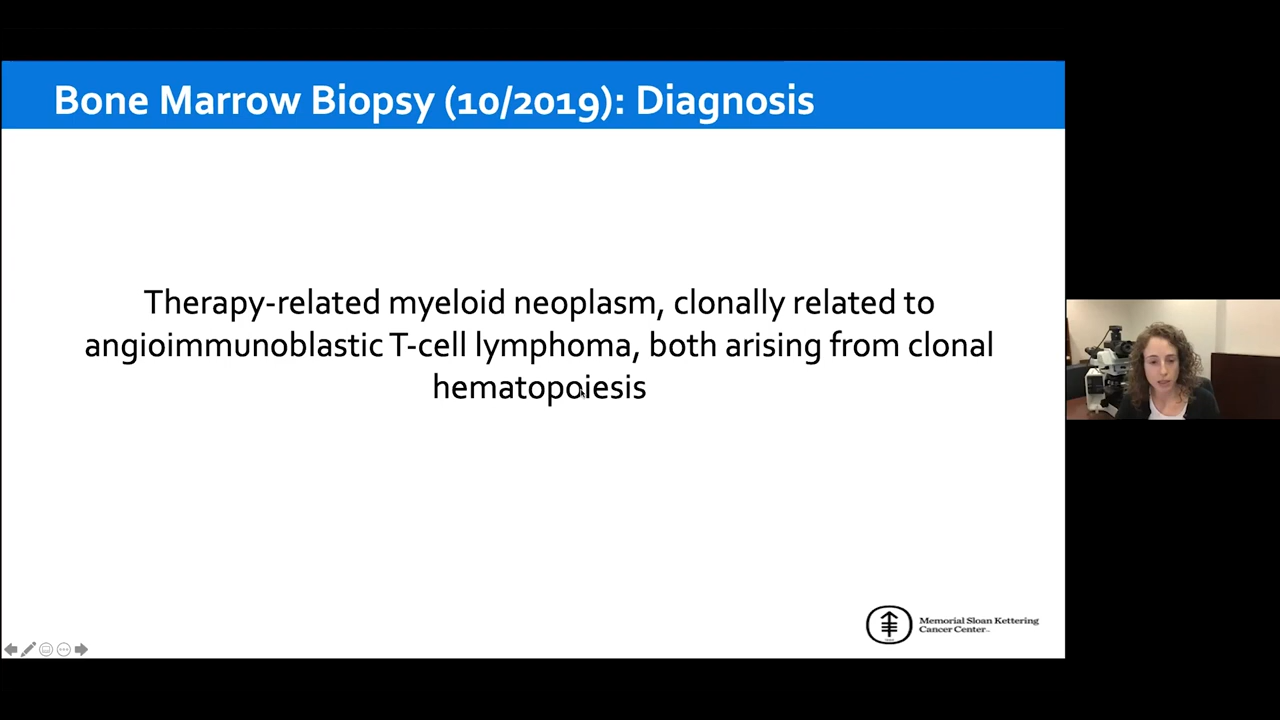 Bone Marrow Biopsy (10/2019): Diagnosis
Therapy-related myeloid neoplasm, clonally related to
angioimmunoblastic T-cell lymphoma, both arising from clonal
hematopoiesis
Memorial Sloan Kettering
Cancer Center